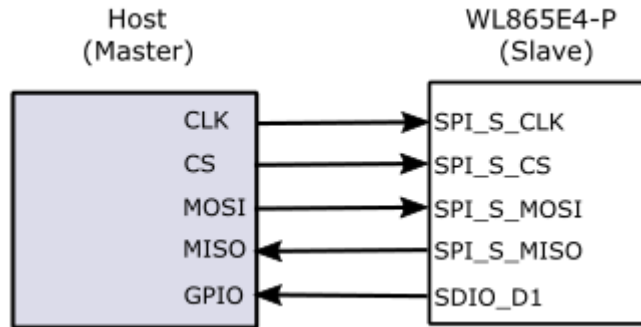 Host
(Master)
WL865E4-P
(Slave)
CLK
SPI_S_CLK
CS
SPI_S_CS
MOSI
SPI_S_MOSI
MISO
SPI_S_MISO
GPIO
SDIO_D1